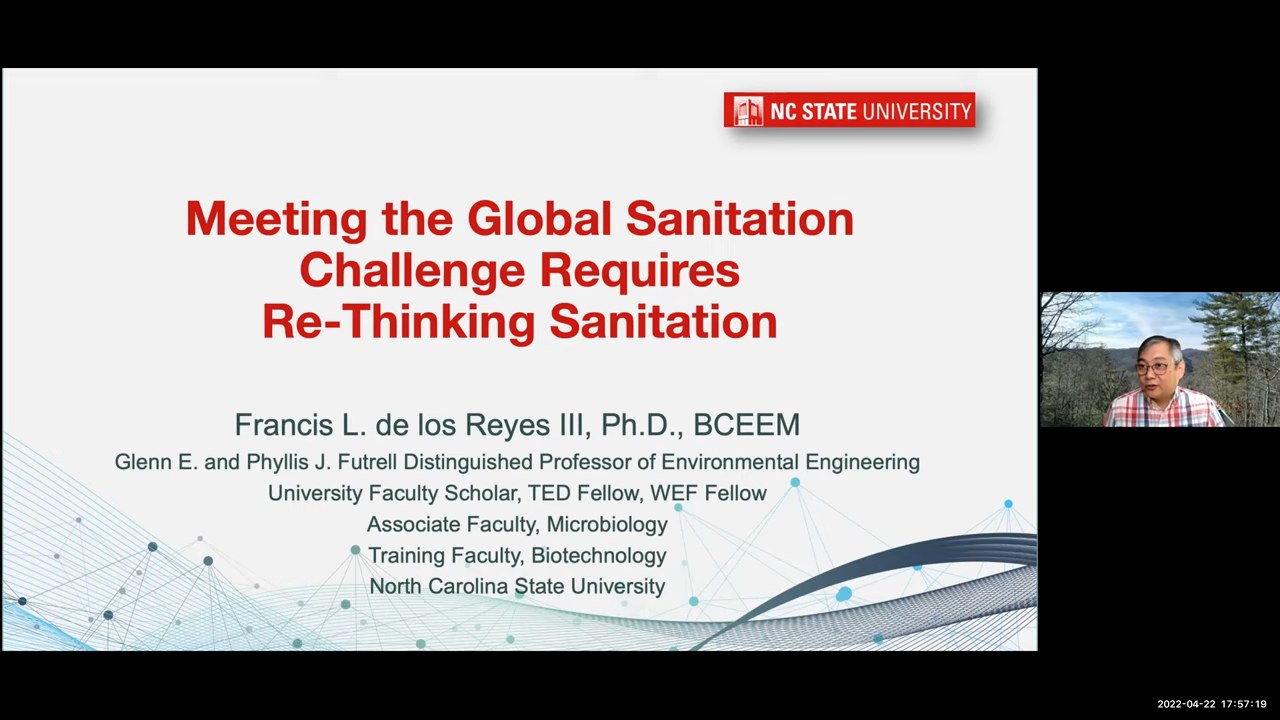 NC STATE UNIVERSITY
Meeting the Global Sanitation
Challenge Requires
Re-Thinking Sanitation
Francis L. de los Reyes III, Ph.D., BCEEM
Glenn E. and Phyllis J. Futrell Distinguished Professor of Environmental Engineering
University Faculty Scholar, TED Fellow, WEF Fellow
Associate Faculty, Microbiology
Training Faculty, Biotechnology
North Carolina State University
2022-04-22 17:57:19